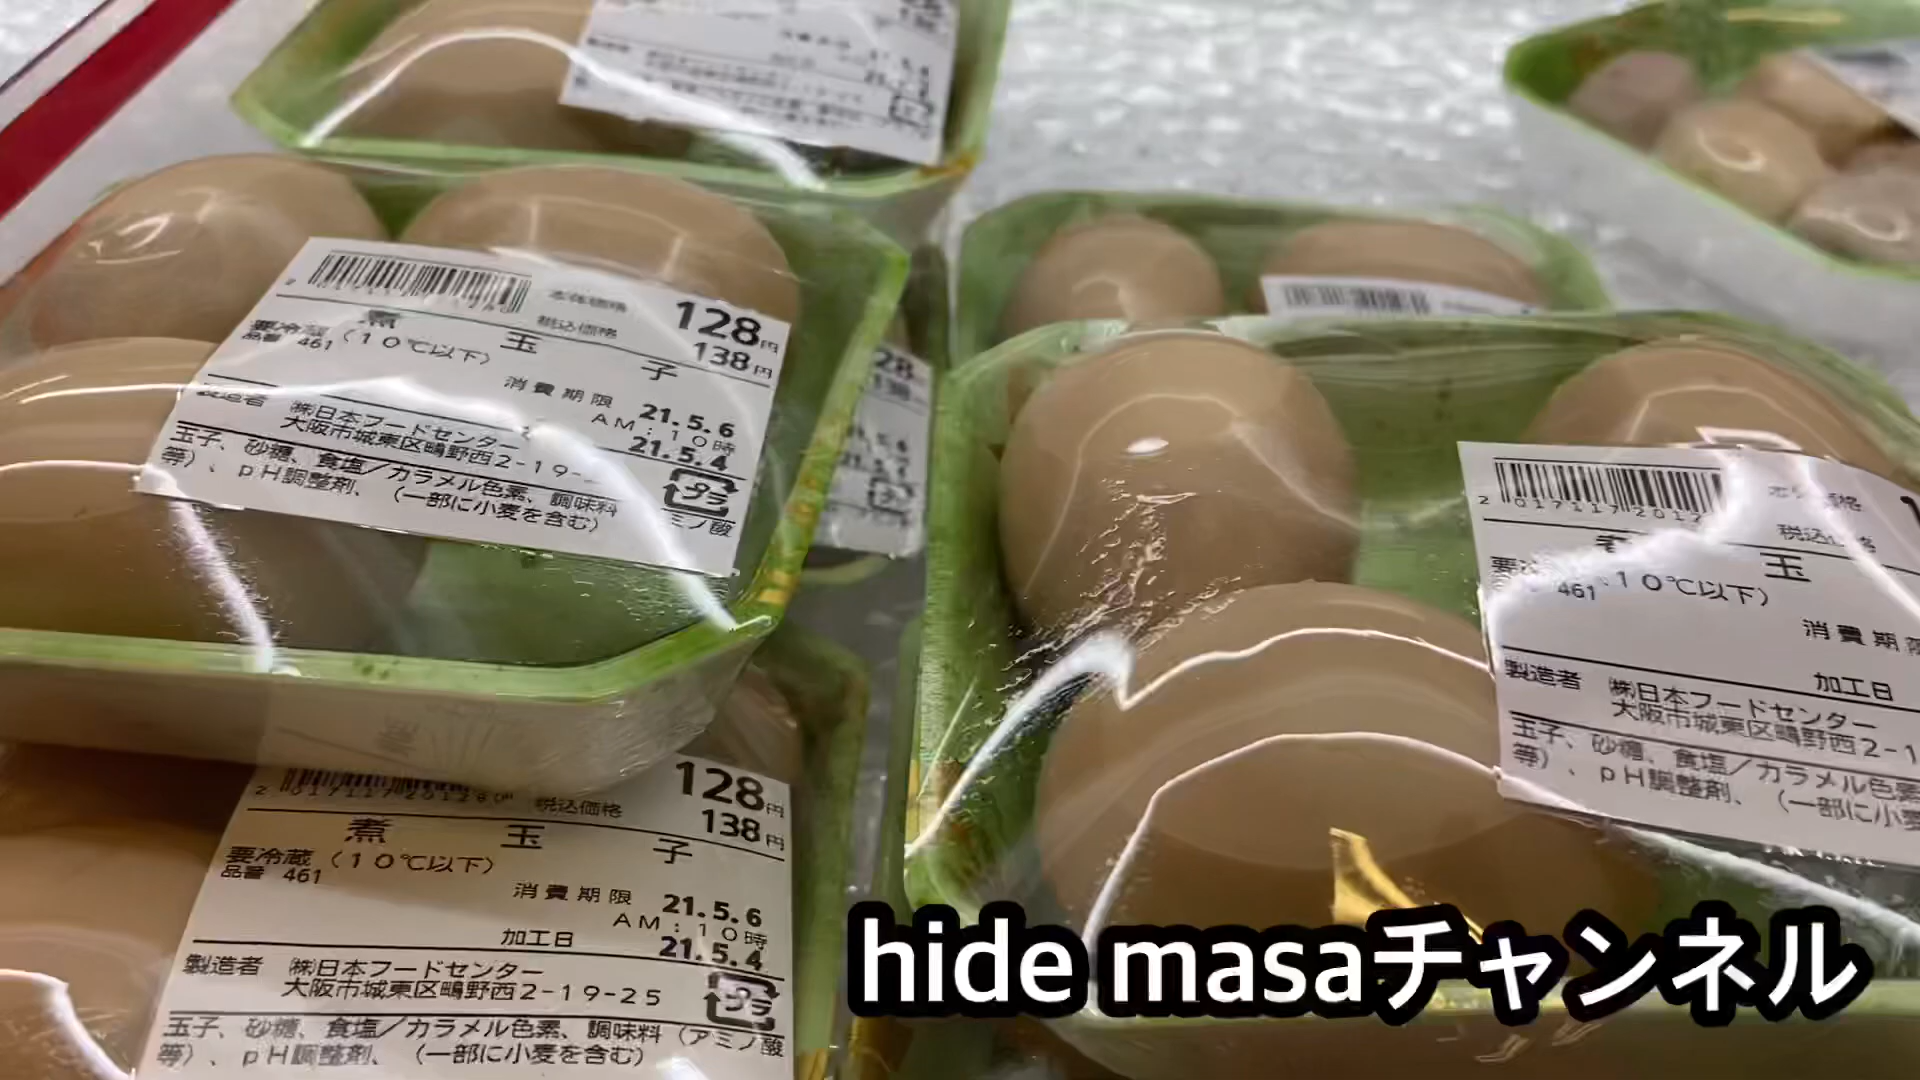 128円
138円
本体価格
税込価格
煮 玉 子
要冷蔵（10℃以下）
品番 461
消費期限
21.5.6
AM:10時
21.5.4
製造者 ㈱日本フードセンター
大阪市城東区鴫野西2-19-
玉子、砂糖、食塩／カラメル色素、調味料
等）、pH調整剤、（一部に小麦を含む）
プラ
128円
税込価格
138円
煮 玉 子
要冷蔵（10℃以下）
品番 461
消費期限
21.5.6
AM:10時
加工日
21.5.4
製造者 ㈱日本フードセンター
大阪市城東区鴫野西2-19-25
プラ
玉子、砂糖、食塩／カラメル色素、調味料（アミノ酸
等）、pH調整剤、（一部に小麦を含む）
玉
461
10℃以下）
消費期限
加工日
製造者 ㈱日本フードセンター
大阪市城東区鴫野西2-1
玉子、砂糖、食塩／カラメル色素
等）、pH調整剤、（一部に小麦
hide masaチャンネル